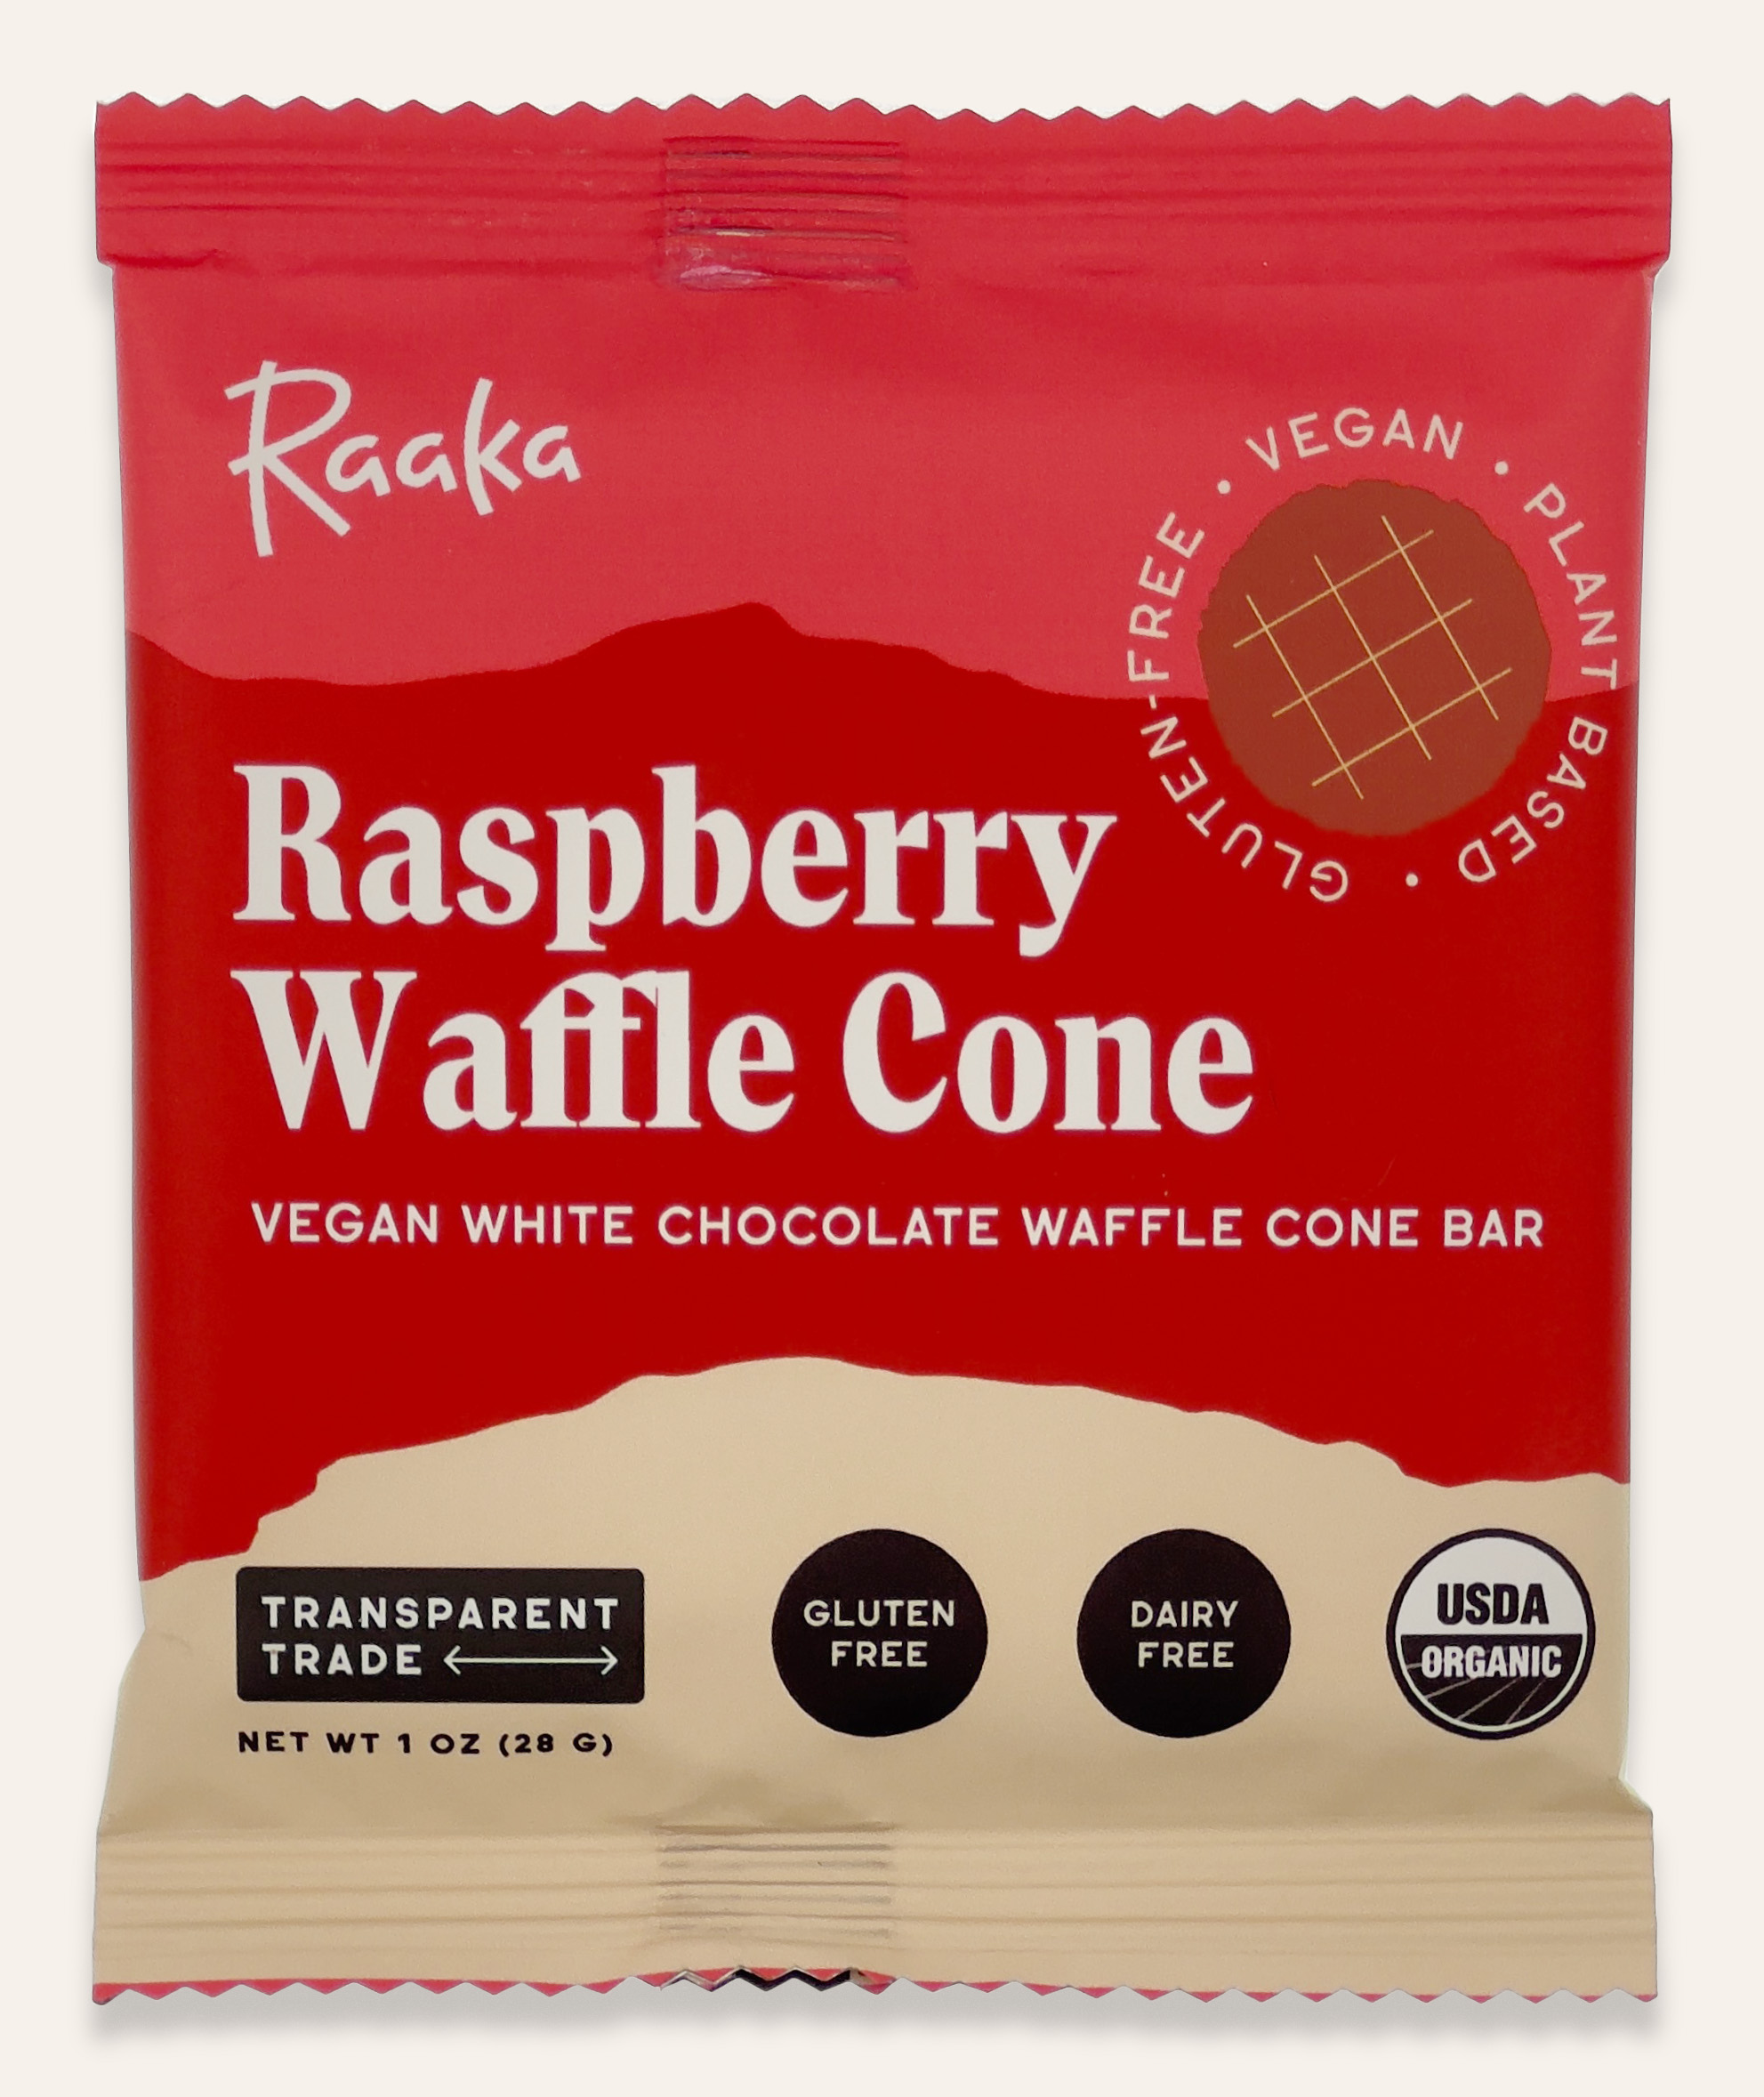 Raaka
GLUTEN-FREE • VEGAN • PLANT BASED •
Raspberry
Waffle Cone
VEGAN WHITE CHOCOLATE WAFFLE CONE BAR
TRANSPARENT
TRADE
GLUTEN
FREE
DAIRY
FREE
USDA
ORGANIC
NET WT 1 OZ (28 G)